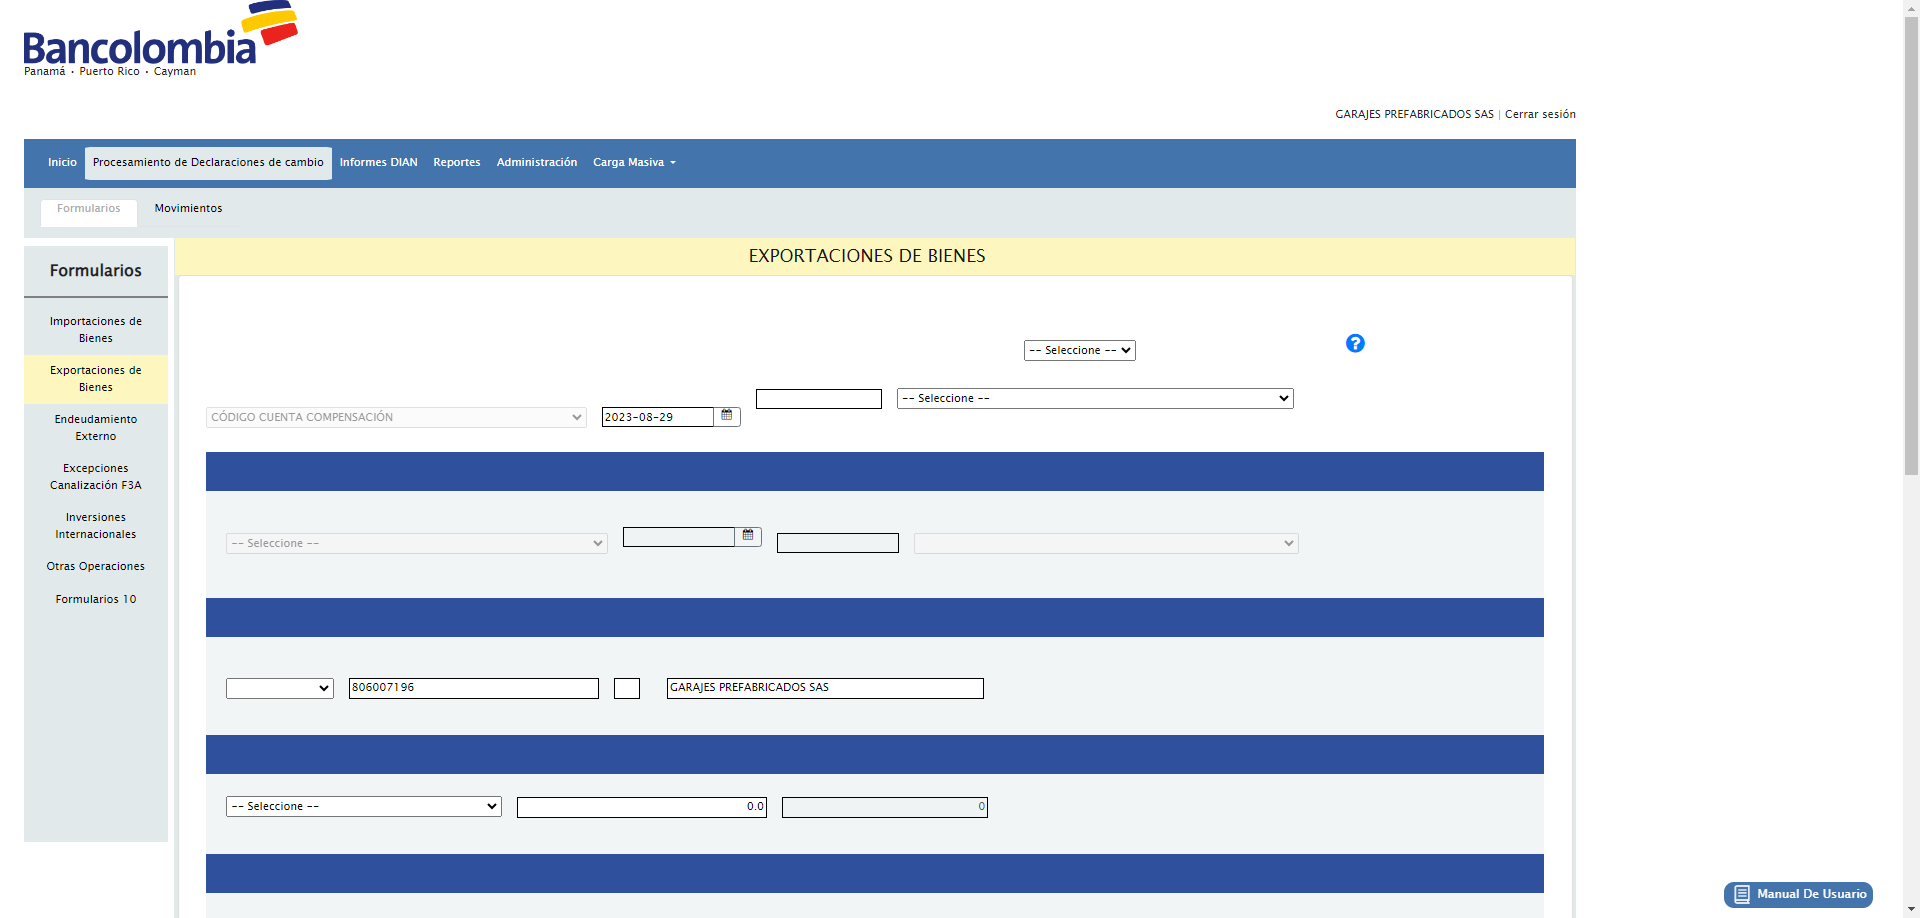 Bancolombia
Panamá · Puerto Rico · Cayman
GARAJES PREFABRICADOS SAS | Cerrar sesión
Inicio Procesamiento de Declaraciones de cambio Informes DIAN Reportes Administración Carga Masiva
Formularios Movimientos
Formularios
Importaciones de
Bienes
Exportaciones de
Bienes
Endeudamiento
Externo
Excepciones
Canalización F3A
Inversiones
Internacionales
Otras Operaciones
Formularios 10
EXPORTACIONES DE BIENES
-- Seleccione --
?
CÓDIGO CUENTA COMPENSACIÓN 2023-08-29 -- Seleccione --
-- Seleccione --
806007196 GARAJES PREFABRICADOS SAS
-- Seleccione -- 0.0 0
Manual De Usuario